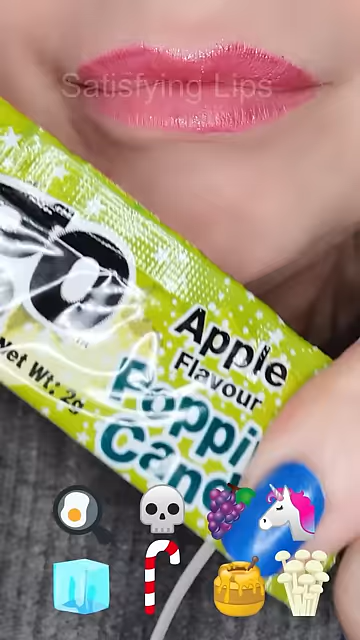 Satisfying Lips
Apple
Flavour
Net Wt: 2g
Poppi
Cand